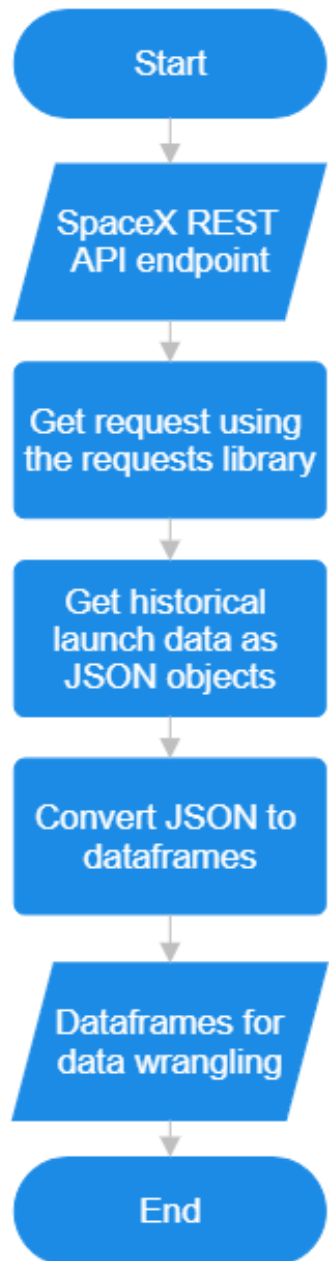 Start
SpaceX REST
API endpoint
Get request using
the requests library
Get historical
launch data as
JSON objects
Convert JSON to
dataframes
Dataframes for
data wrangling
End